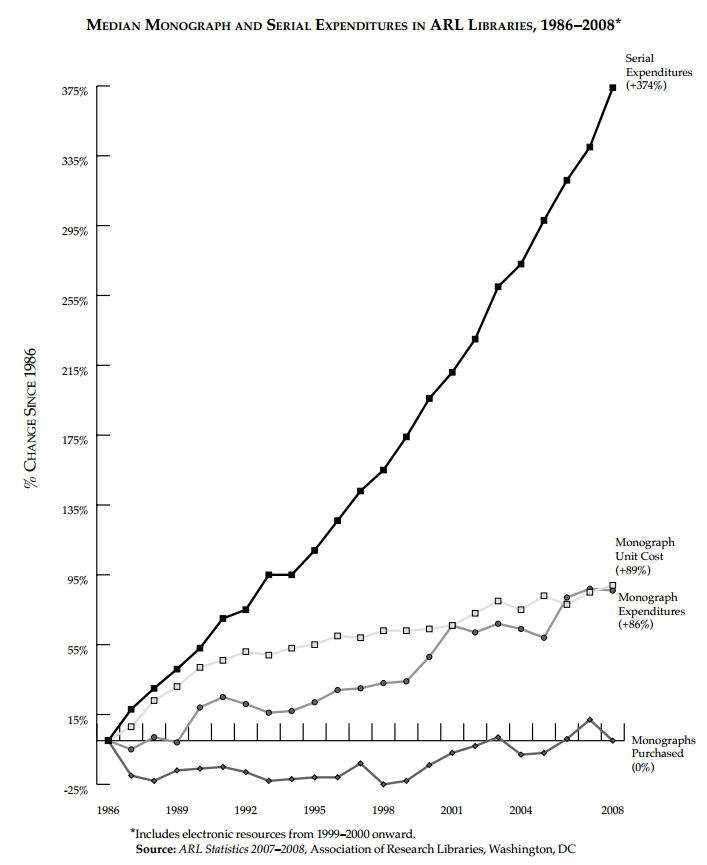 MEDIAN MONOGRAPH AND SERIAL EXPENDITURES IN ARL LIBRARIES, 1986–2008*
Serial
Expenditures
(+374%)
375%
335%
295%
255%
215%
175%
135%
95%
55%
15%
-25%
% CHANGE SINCE 1986
Monograph
Unit Cost
(+89%)
Monograph
Expenditures
(+86%)
Monographs
Purchased
(0%)
1986 1989 1992 1995 1998 2001 2004 2008
*Includes electronic resources from 1999–2000 onward.
Source: ARL Statistics 2007–2008, Association of Research Libraries, Washington, DC